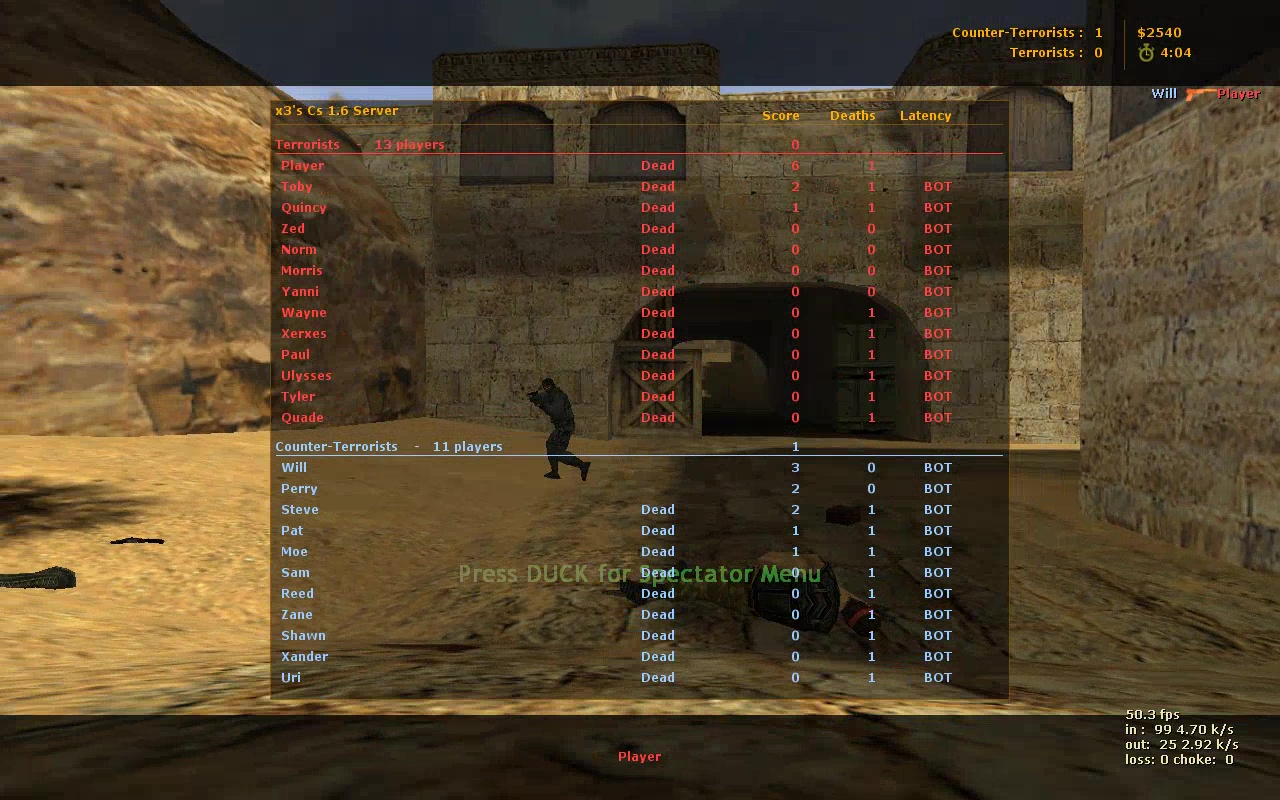 Counter-Terrorists : 1 $2540
Terrorists : 0 4:04
Will Player
x3's Cs 1.6 Server
Score Deaths Latency
Terrorists - 13 players 0
Player Dead 6 1
Toby Dead 2 1 BOT
Quincy Dead 1 1 BOT
Zed Dead 0 0 BOT
Norm Dead 0 0 BOT
Morris Dead 0 0 BOT
Yanni Dead 0 0 BOT
Wayne Dead 0 1 BOT
Xerxes Dead 0 1 BOT
Paul Dead 0 1 BOT
Ulysses Dead 0 1 BOT
Tyler Dead 0 1 BOT
Quade Dead 0 1 BOT
Counter-Terrorists - 11 players 1
Will 3 0 BOT
Perry 2 0 BOT
Steve Dead 2 1 BOT
Pat Dead 1 1 BOT
Moe Dead 1 1 BOT
Sam Dead 0 1 BOT
Press DUCK for Spectator Menu
Reed Dead 0 1 BOT
Zane Dead 0 1 BOT
Shawn Dead 0 1 BOT
Xander Dead 0 1 BOT
Uri Dead 0 1 BOT
50.3 fps
in : 99 4.70 k/s
out: 25 2.92 k/s
loss: 0 choke: 0
Player